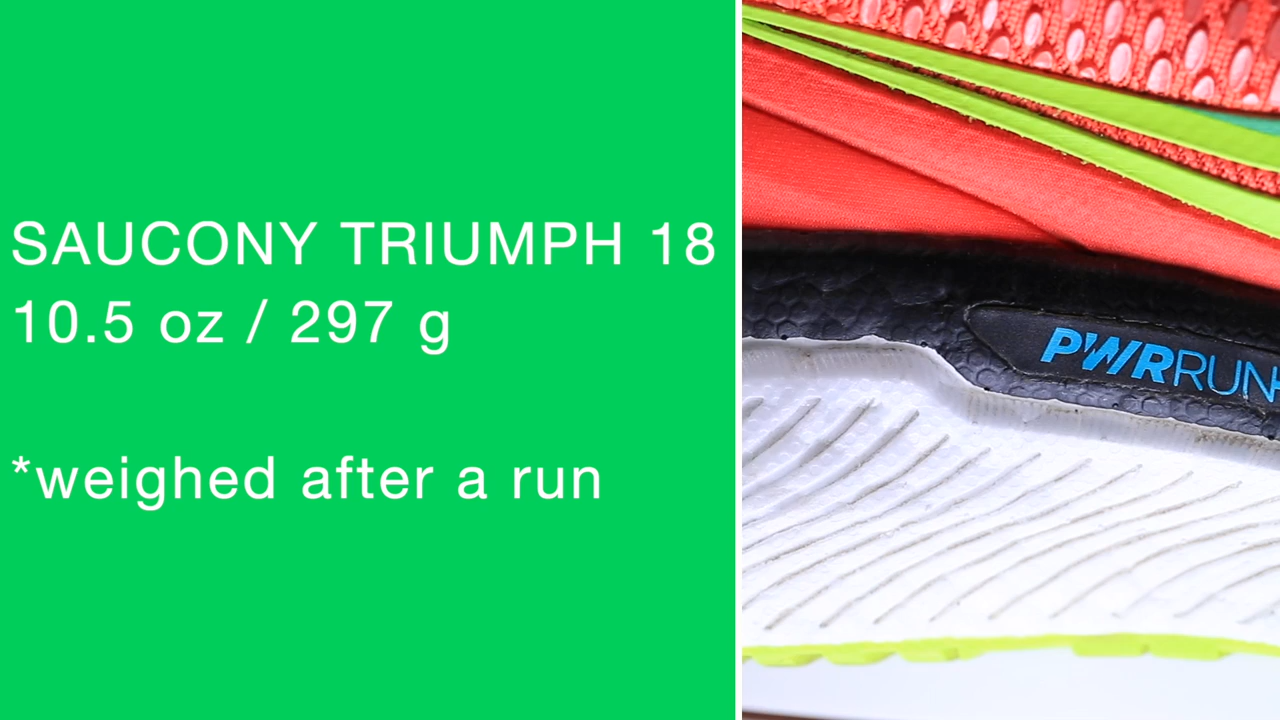 SAUCONY TRIUMPH 18
10.5 oz / 297 g
*weighed after a run
PWRRUN+